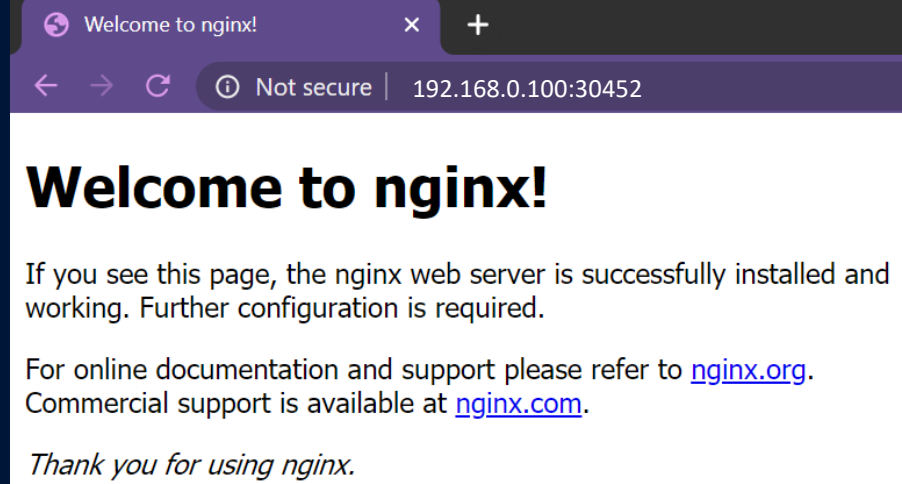 Welcome to nginx!
Not secure | 192.168.0.100:30452
Welcome to nginx!
If you see this page, the nginx web server is successfully installed and
working. Further configuration is required.
For online documentation and support please refer to nginx.org.
Commercial support is available at nginx.com.
Thank you for using nginx.